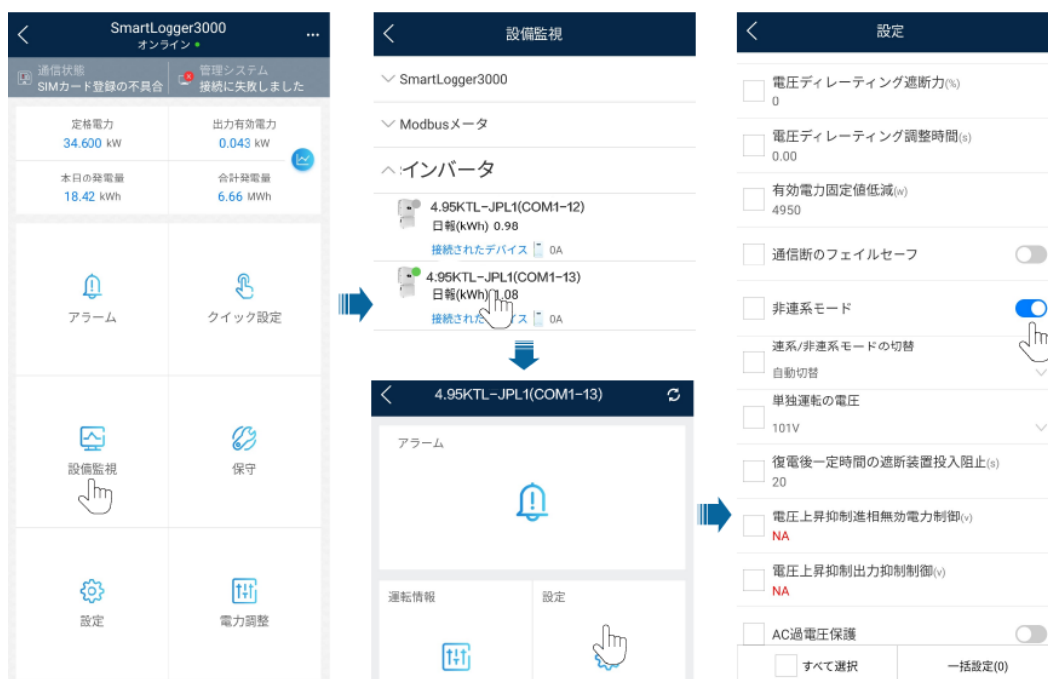 SmartLogger3000
オンライン
通信状態
SIMカード登録の不具合
管理システム
接続に失敗しました
定格電力
34.600 kW
出力有効電力
0.043 kW
本日の発電量
18.42 kWh
合計発電量
6.66 MWh
アラーム
クイック設定
設備監視
保守
設定
電力調整
設備監視
SmartLogger3000
Modbusメータ
インバータ
4.95KTL-JPL1(COM1-12)
日報(kWh) 0.98
接続されたデバイス 0A
4.95KTL-JPL1(COM1-13)
日報(kWh) 1.08
接続され イス 0A
4.95KTL-JPL1(COM1-13)
アラーム
運転情報
設定
設定
電圧ディレーティング遮断力(%)
0
電圧ディレーティング調整時間(s)
0.00
有効電力固定値低減(w)
4950
通信断のフェイルセーフ
非連系モード
連系/非連系モードの切替
自動切替
単独運転の電圧
101V
復電後一定時間の遮断装置投入阻止(s)
20
電圧上昇抑制進相無効電力制御(v)
NA
電圧上昇抑制出力抑制制御(v)
NA
AC過電圧保護
すべて選択
一括設定(0)